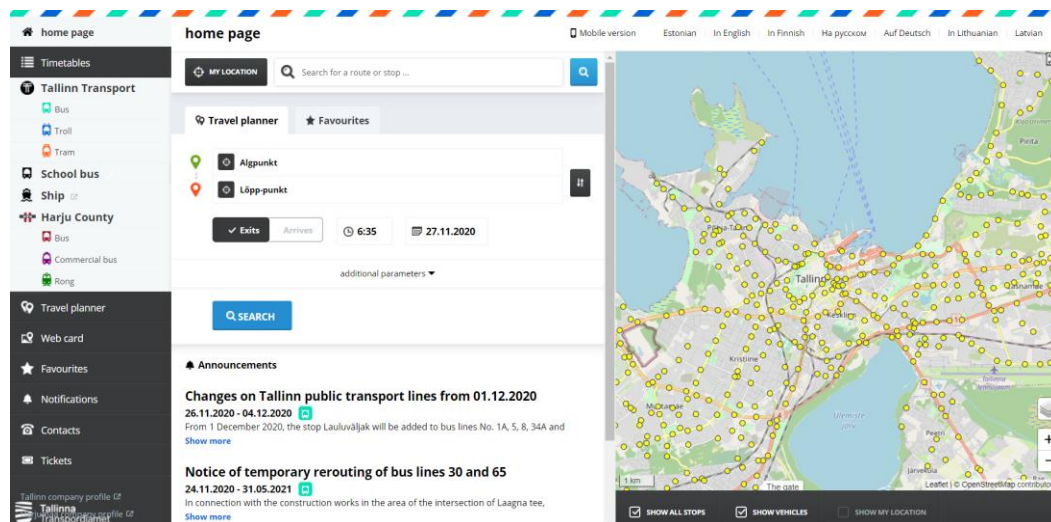 home page
Timetables
Tallinn Transport
Bus
Troll
Tram
School bus
Ship
Harju County
Bus
Commercial bus
Rong
Travel planner
Web card
Favourites
Notifications
Contacts
Tickets
Tallinn company profile
Tallinna
Transpordiamet
home page
Mobile version
Estonian
In English
In Finnish
На русском
Auf Deutsch
In Lithuanian
Latvian
MY LOCATION
Search for a route or stop ...
Travel planner
Favourites
Algpunkt
Lõpp-punkt
Exits
Arrives
6:35
27.11.2020
additional parameters
SEARCH
Announcements
Changes on Tallinn public transport lines from 01.12.2020
26.11.2020 - 04.12.2020
From 1 December 2020, the stop Lauluväljak will be added to bus lines No. 1A, 5, 8, 34A and
Show more
Notice of temporary rerouting of bus lines 30 and 65
24.11.2020 - 31.05.2021
In connection with the construction works in the area of the intersection of Laagna tee,
Show more
Pirita
Tallinn
Kesklinn
Kristiine
Ülemiste
järv
Peetri
Järveküla
1 km
The gate
+
−
Leaflet | © OpenStreetMap contributo
SHOW ALL STOPS
SHOW VEHICLES
SHOW MY LOCATION